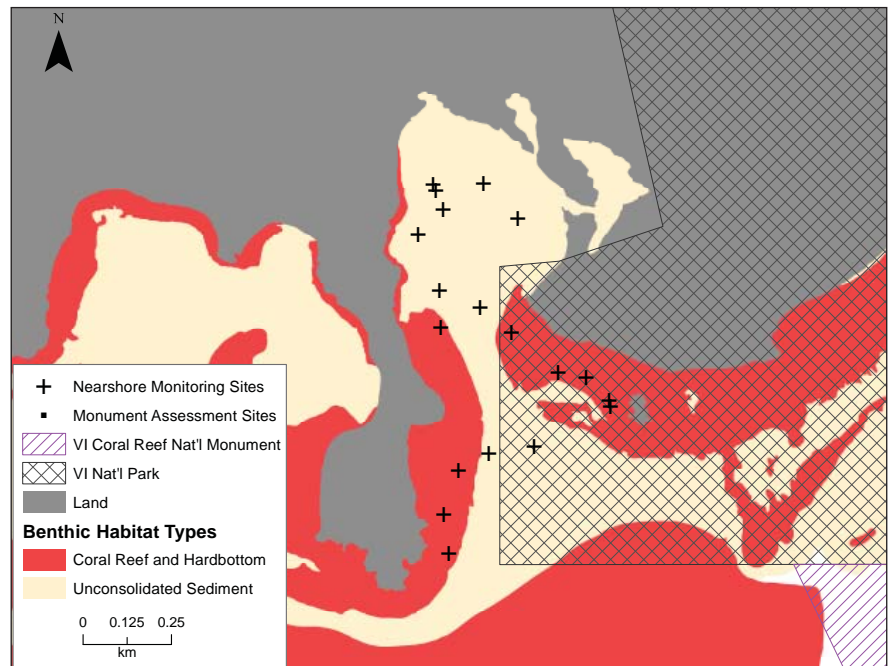 N
Nearshore Monitoring Sites
Monument Assessment Sites
VI Coral Reef Nat'l Monument
VI Nat'l Park
Land
Benthic Habitat Types
Coral Reef and Hardbottom
Unconsolidated Sediment
0 0.125 0.25
km